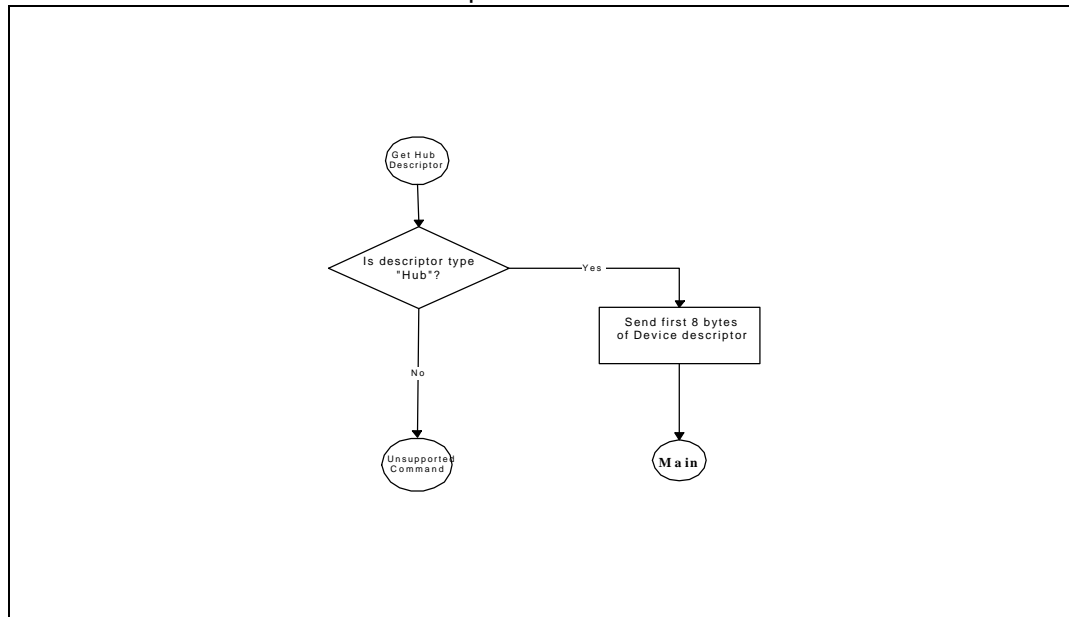 Get Hub
Descriptor
Is descriptor type
"Hub"?
Yes
Send first 8 bytes
of Device descriptor
No
Unsupported
Command
Main